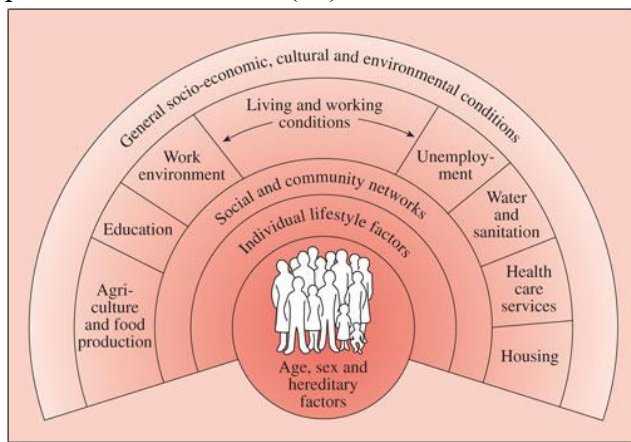 General socio-economic, cultural and environmental conditions
Living and working
conditions
Work
environment
Unemploy-
ment
Education
Water
and
sanitation
Agri-
culture
and food
production
Health
care
services
Housing
Social and community networks
Individual lifestyle factors
Age, sex and
hereditary
factors